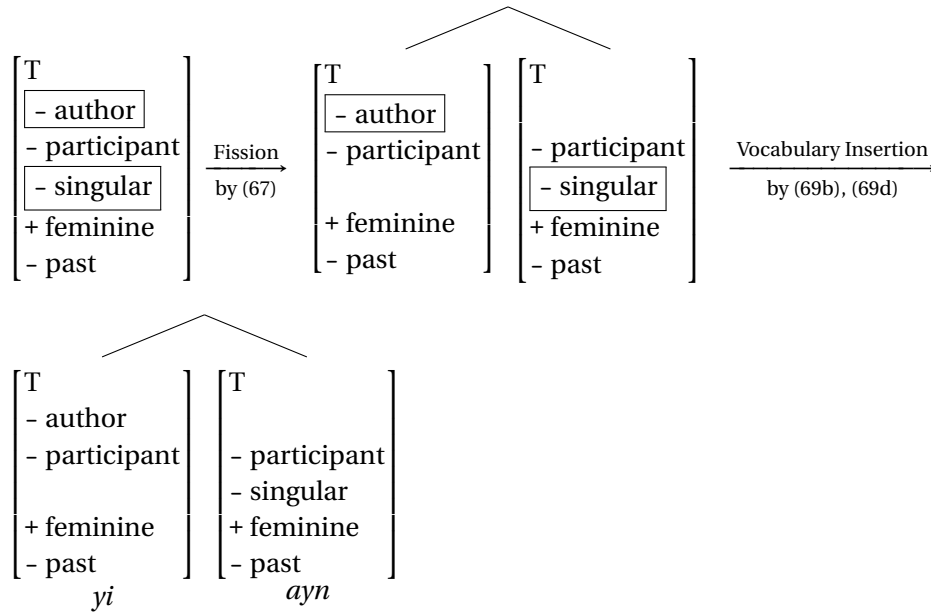 T
– author
– participant
– singular
+ feminine
– past
Fission
by (67)
T
– author
– participant
+ feminine
– past
T
– participant
– singular
+ feminine
– past
Vocabulary Insertion
by (69b), (69d)
T
– author
– participant
+ feminine
– past
yi
T
– participant
– singular
+ feminine
– past
ayn